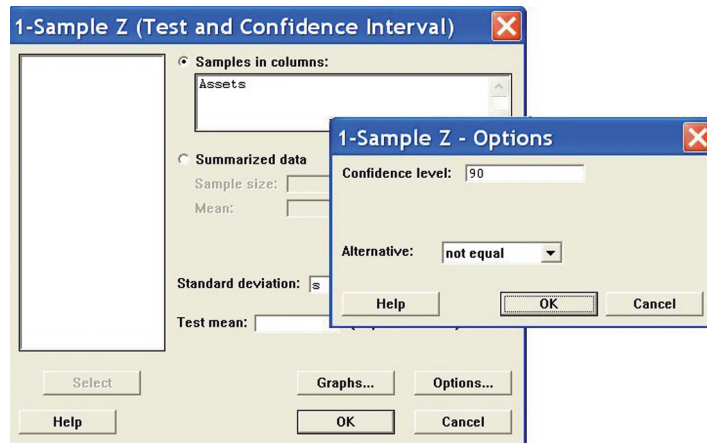 1-Sample Z (Test and Confidence Interval)
Samples in columns:
Assets
Summarized data
Sample size:
Mean:
Standard deviation: s
Test mean:
Select
Graphs...
Options...
Help
OK
Cancel
1-Sample Z - Options
Confidence level: 90
Alternative: not equal
Help
OK
Cancel